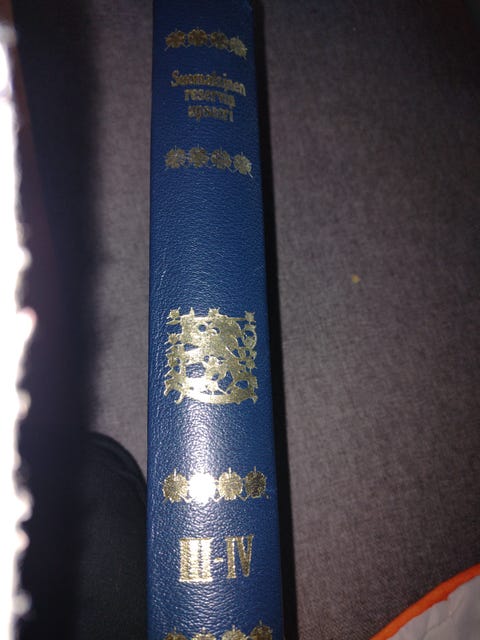 Suomalainen
reservin
upseeri
III-IV